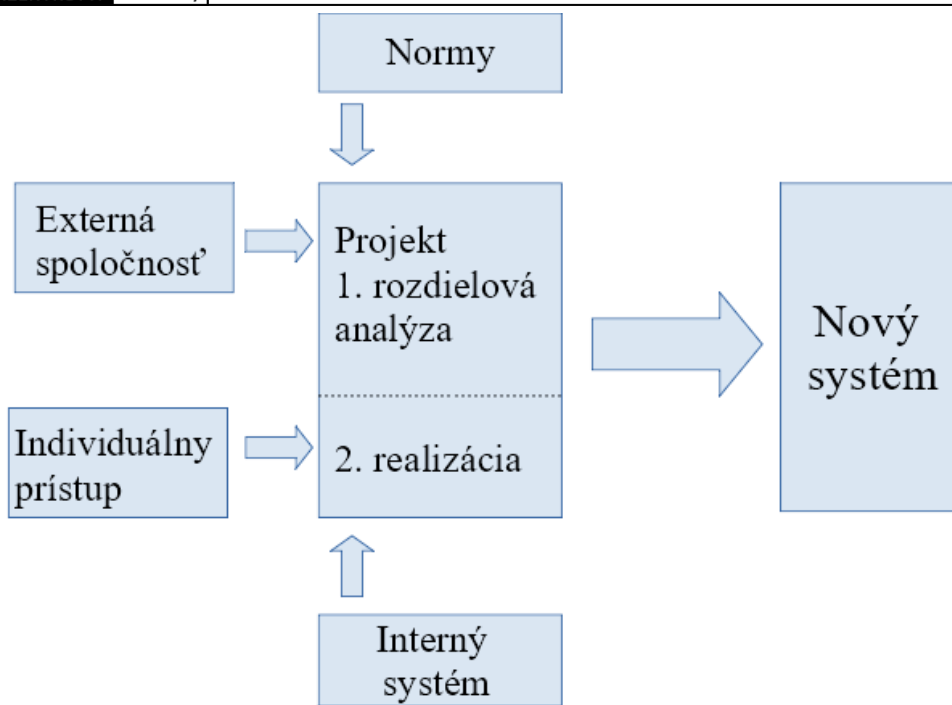 Normy
Externá
spoločnosť
Projekt
1. rozdielová
analýza
Nový
systém
Individuálny
prístup
2. realizácia
Interný
systém